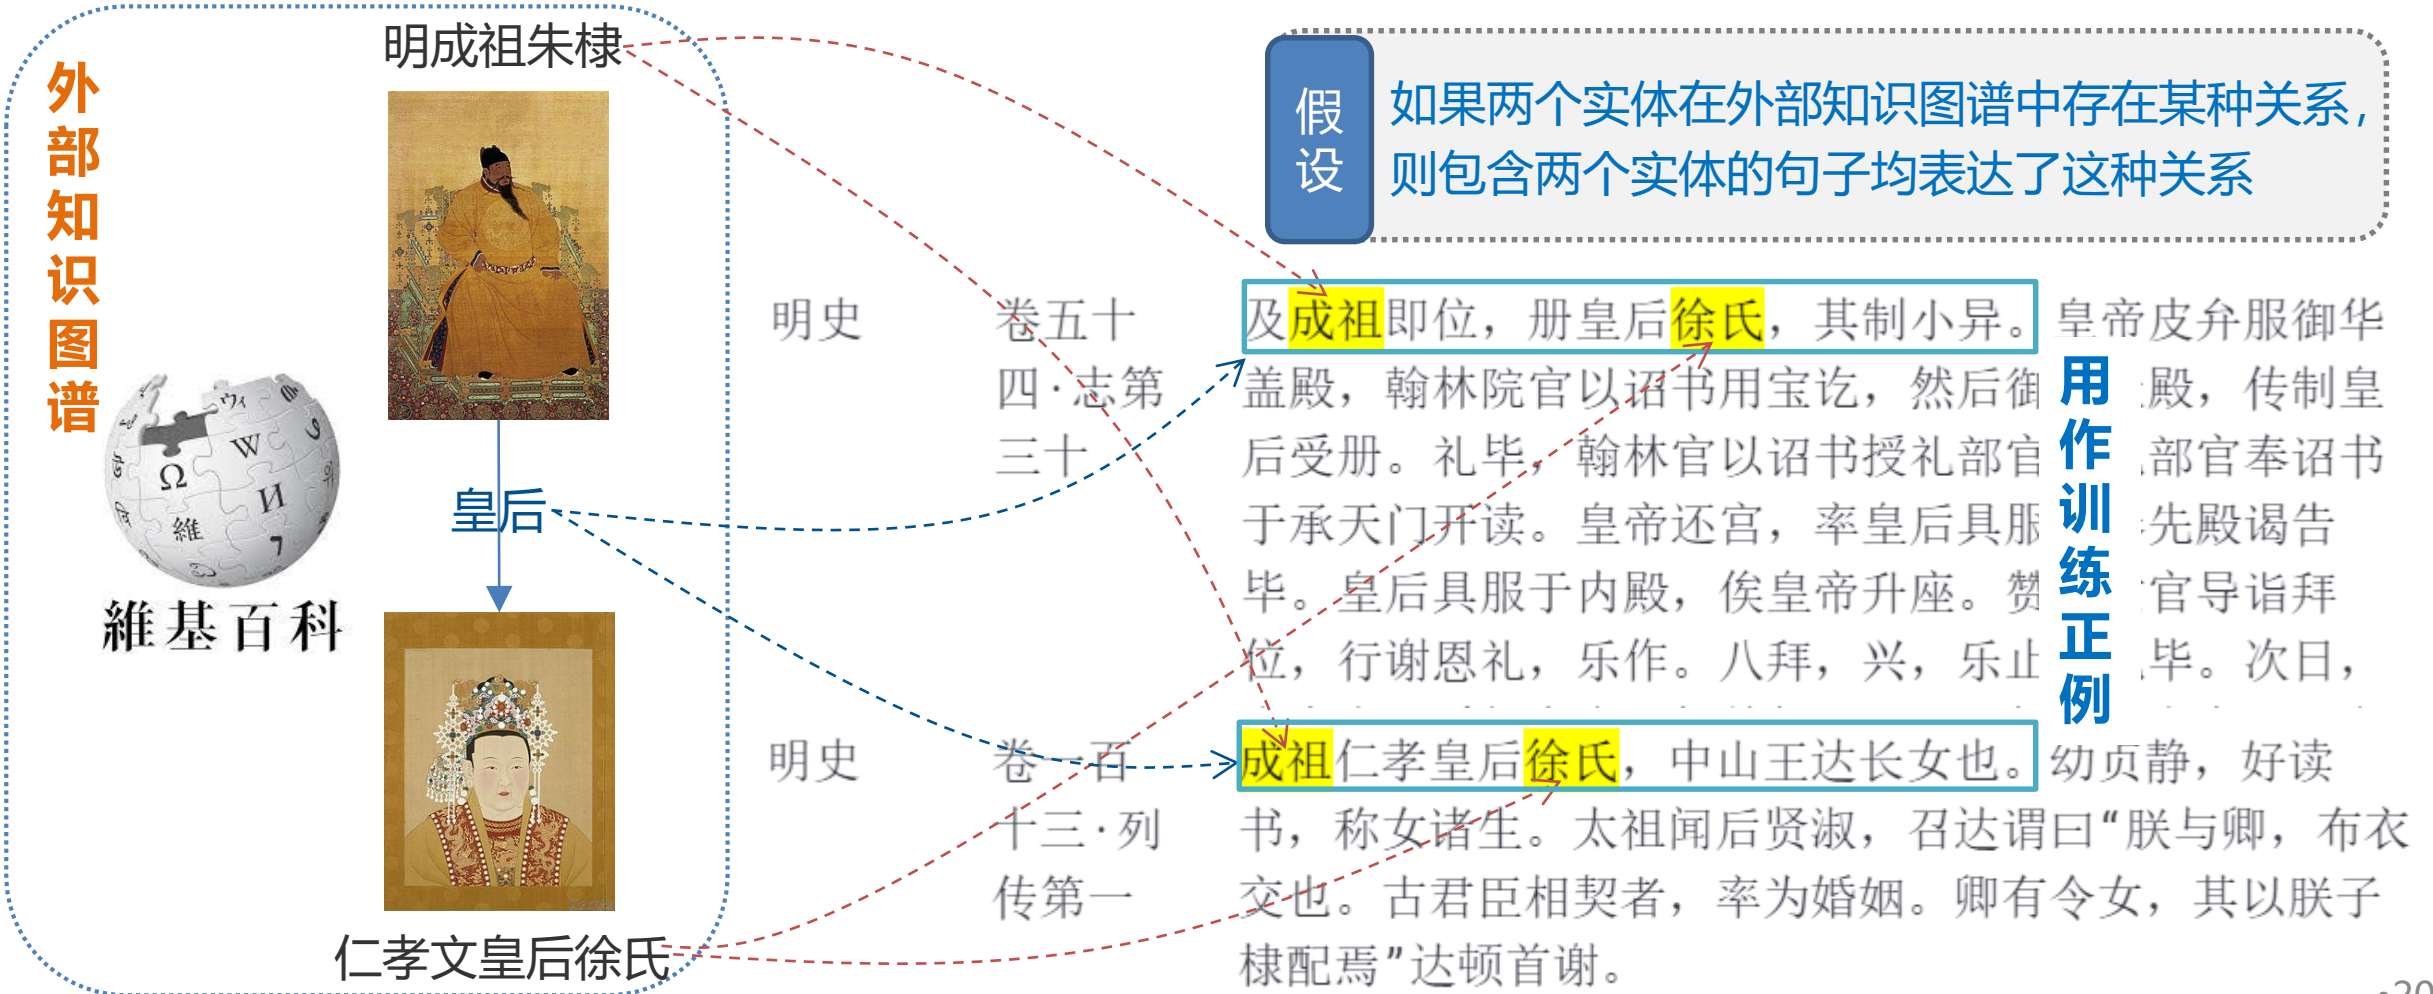 外部知识图谱
明成祖朱棣
皇后
維基百科
仁孝文皇后徐氏
假设
如果两个实体在外部知识图谱中存在某种关系，
则包含两个实体的句子均表达了这种关系
明史 卷五十 及成祖即位，册皇后徐氏，其制小异。皇帝皮弁服御华
四·志第 盖殿，翰林院官以诏书用宝讫，然后御 殿，传制皇
三十 后受册。礼毕，翰林官以诏书授礼部官 部官奉诏书
于承天门开读。皇帝还宫，率皇后具服 先殿谒告
毕。皇后具服于内殿，俟皇帝升座。赞 官导诣拜
位，行谢恩礼，乐作。八拜，兴，乐止 毕。次日，
用作训练正例
明史 卷一百 成祖仁孝皇后徐氏，中山王达长女也。幼贞静，好读
十三·列 书，称女诸生。太祖闻后贤淑，召达谓曰“朕与卿，布衣
传第一 交也。古君臣相契者，率为婚姻。卿有令女，其以朕子
棣配焉”达顿首谢。